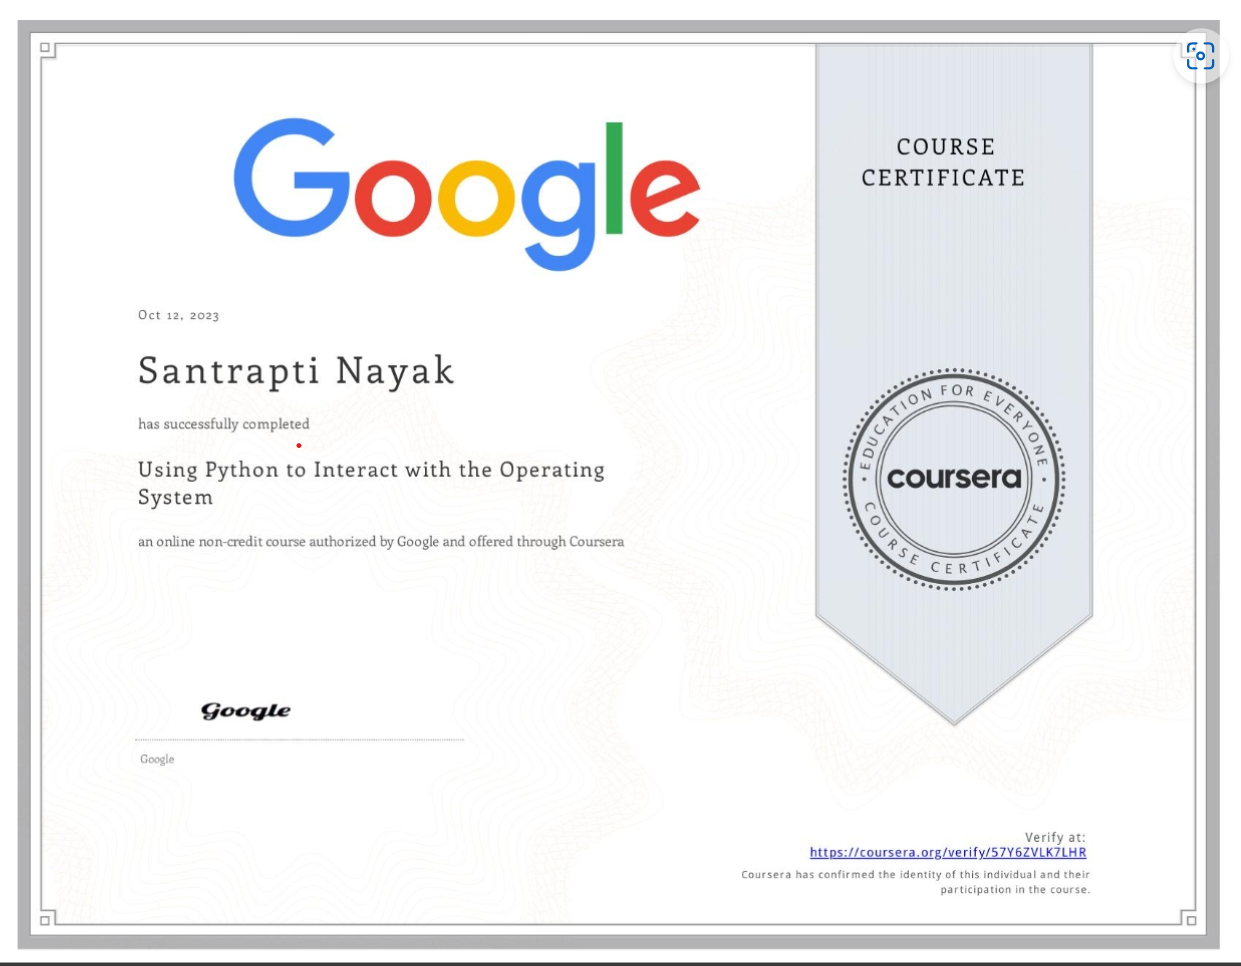 Google
COURSE
CERTIFICATE
Oct 12, 2023
Santrapti Nayak
has successfully completed
Using Python to Interact with the Operating
System
an online non-credit course authorized by Google and offered through Coursera
EDUCATION FOR EVERYONE
coursera
COURSE CERTIFICATE
Google
Google
Verify at:
https://coursera.org/verify/57Y6ZVLK7LHR
Coursera has confirmed the identity of this individual and their
participation in the course.